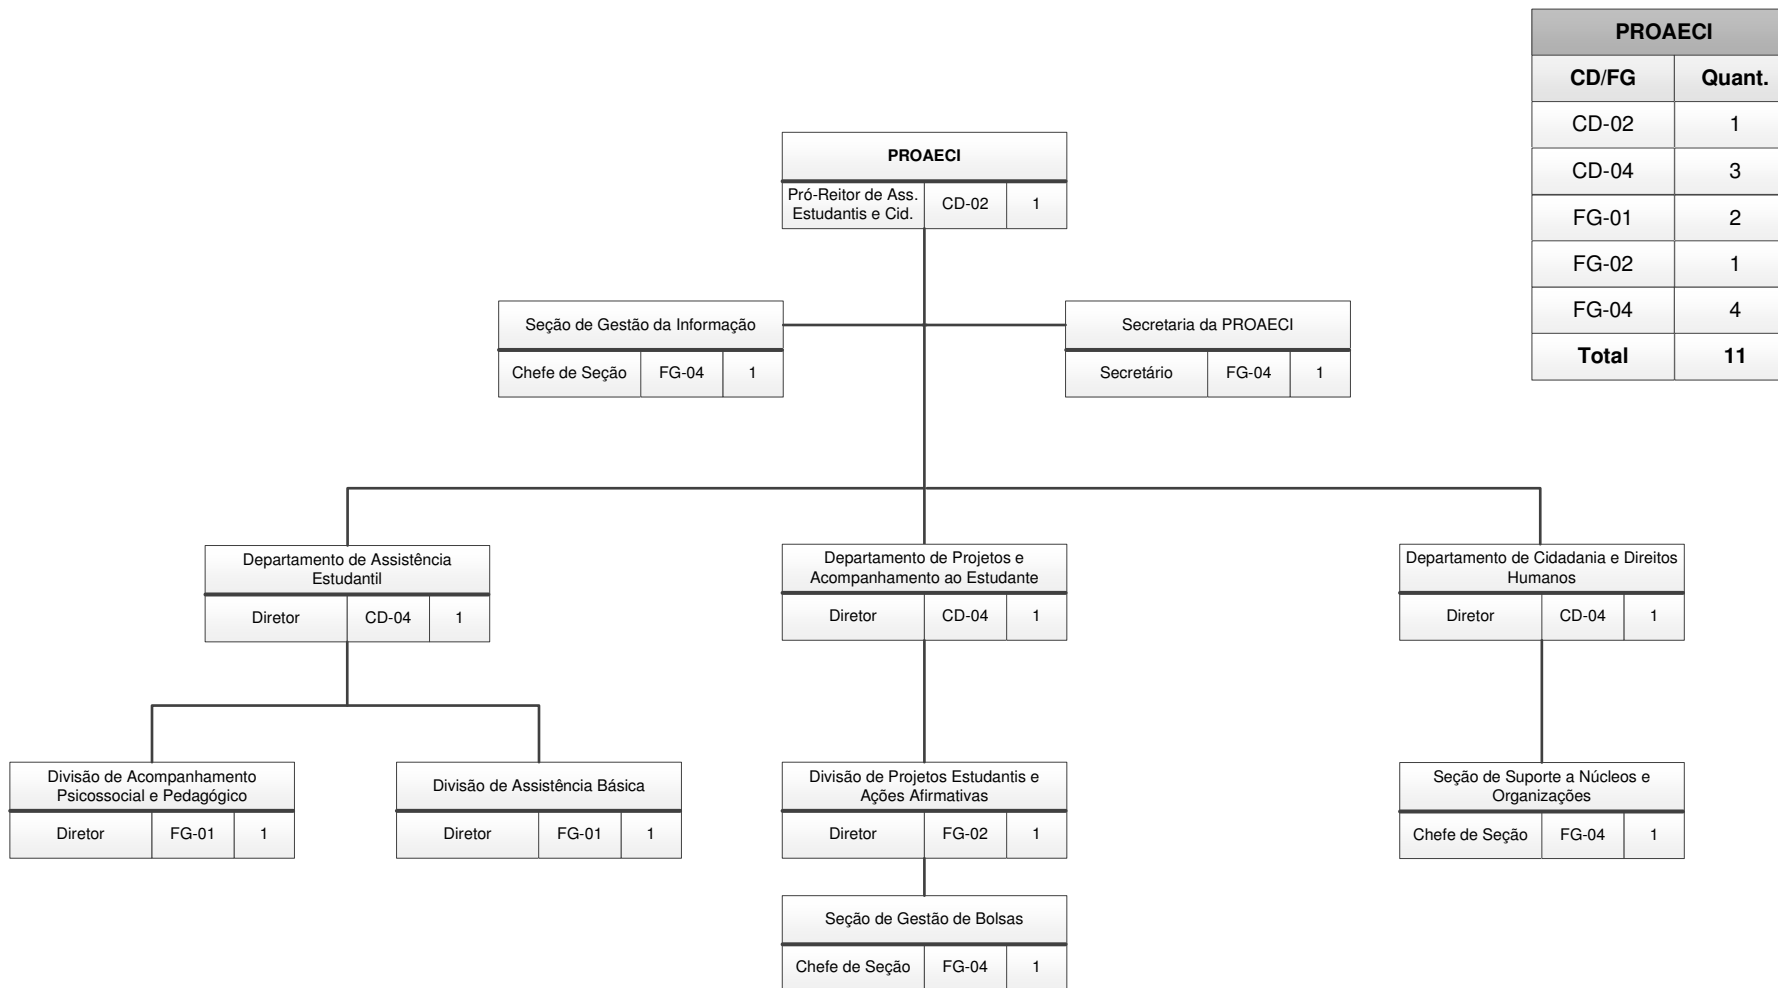 PROAECI
CD/FG Quant.
CD-02 1
CD-04 3
FG-01 2
FG-02 1
FG-04 4
Total 11
PROAECI
Pró-Reitor de Ass.
Estudantis e Cid.
CD-02 1
Seção de Gestão da Informação
Chefe de Seção FG-04 1
Secretaria da PROAECI
Secretário FG-04 1
Departamento de Assistência
Estudantil
Diretor CD-04 1
Departamento de Projetos e
Acompanhamento ao Estudante
Diretor CD-04 1
Departamento de Cidadania e Direitos
Humanos
Diretor CD-04 1
Divisão de Acompanhamento
Psicossocial e Pedagógico
Diretor FG-01 1
Divisão de Assistência Básica
Diretor FG-01 1
Divisão de Projetos Estudantis e
Ações Afirmativas
Diretor FG-02 1
Seção de Suporte a Núcleos e
Organizações
Chefe de Seção FG-04 1
Seção de Gestão de Bolsas
Chefe de Seção FG-04 1